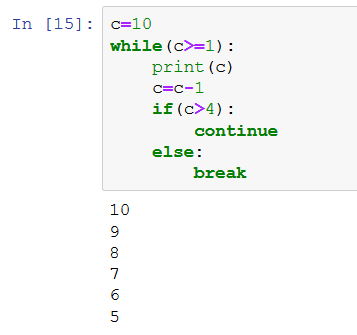 In [15]: c=10
while(c>=1):
    print(c)
    c=c-1
    if(c>4):
        continue
    else:
        break
10
9
8
7
6
5